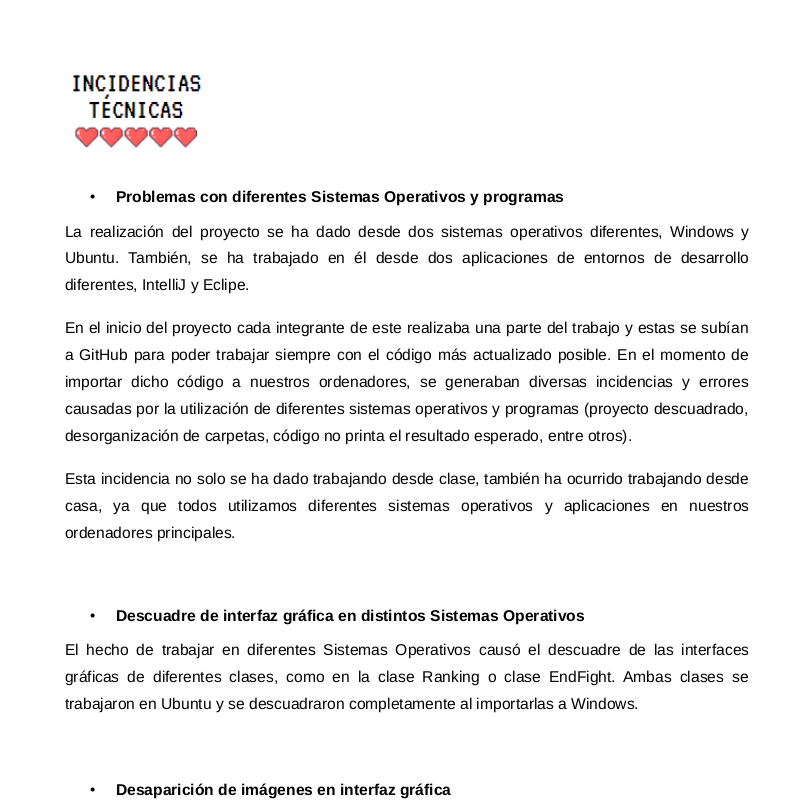 INCIDENCIAS
TÉCNICAS
• Problemas con diferentes Sistemas Operativos y programas
La realización del proyecto se ha dado desde dos sistemas operativos diferentes, Windows y
Ubuntu. También, se ha trabajado en él desde dos aplicaciones de entornos de desarrollo
diferentes, IntelliJ y Eclipe.
En el inicio del proyecto cada integrante de este realizaba una parte del trabajo y estas se subían
a GitHub para poder trabajar siempre con el código más actualizado posible. En el momento de
importar dicho código a nuestros ordenadores, se generaban diversas incidencias y errores
causadas por la utilización de diferentes sistemas operativos y programas (proyecto descuadrado,
desorganización de carpetas, código no printa el resultado esperado, entre otros).
Esta incidencia no solo se ha dado trabajando desde clase, también ha ocurrido trabajando desde
casa, ya que todos utilizamos diferentes sistemas operativos y aplicaciones en nuestros
ordenadores principales.
• Descuadre de interfaz gráfica en distintos Sistemas Operativos
El hecho de trabajar en diferentes Sistemas Operativos causó el descuadre de las interfaces
gráficas de diferentes clases, como en la clase Ranking o clase EndFight. Ambas clases se
trabajaron en Ubuntu y se descuadraron completamente al importarlas a Windows.
• Desaparición de imágenes en interfaz gráfica